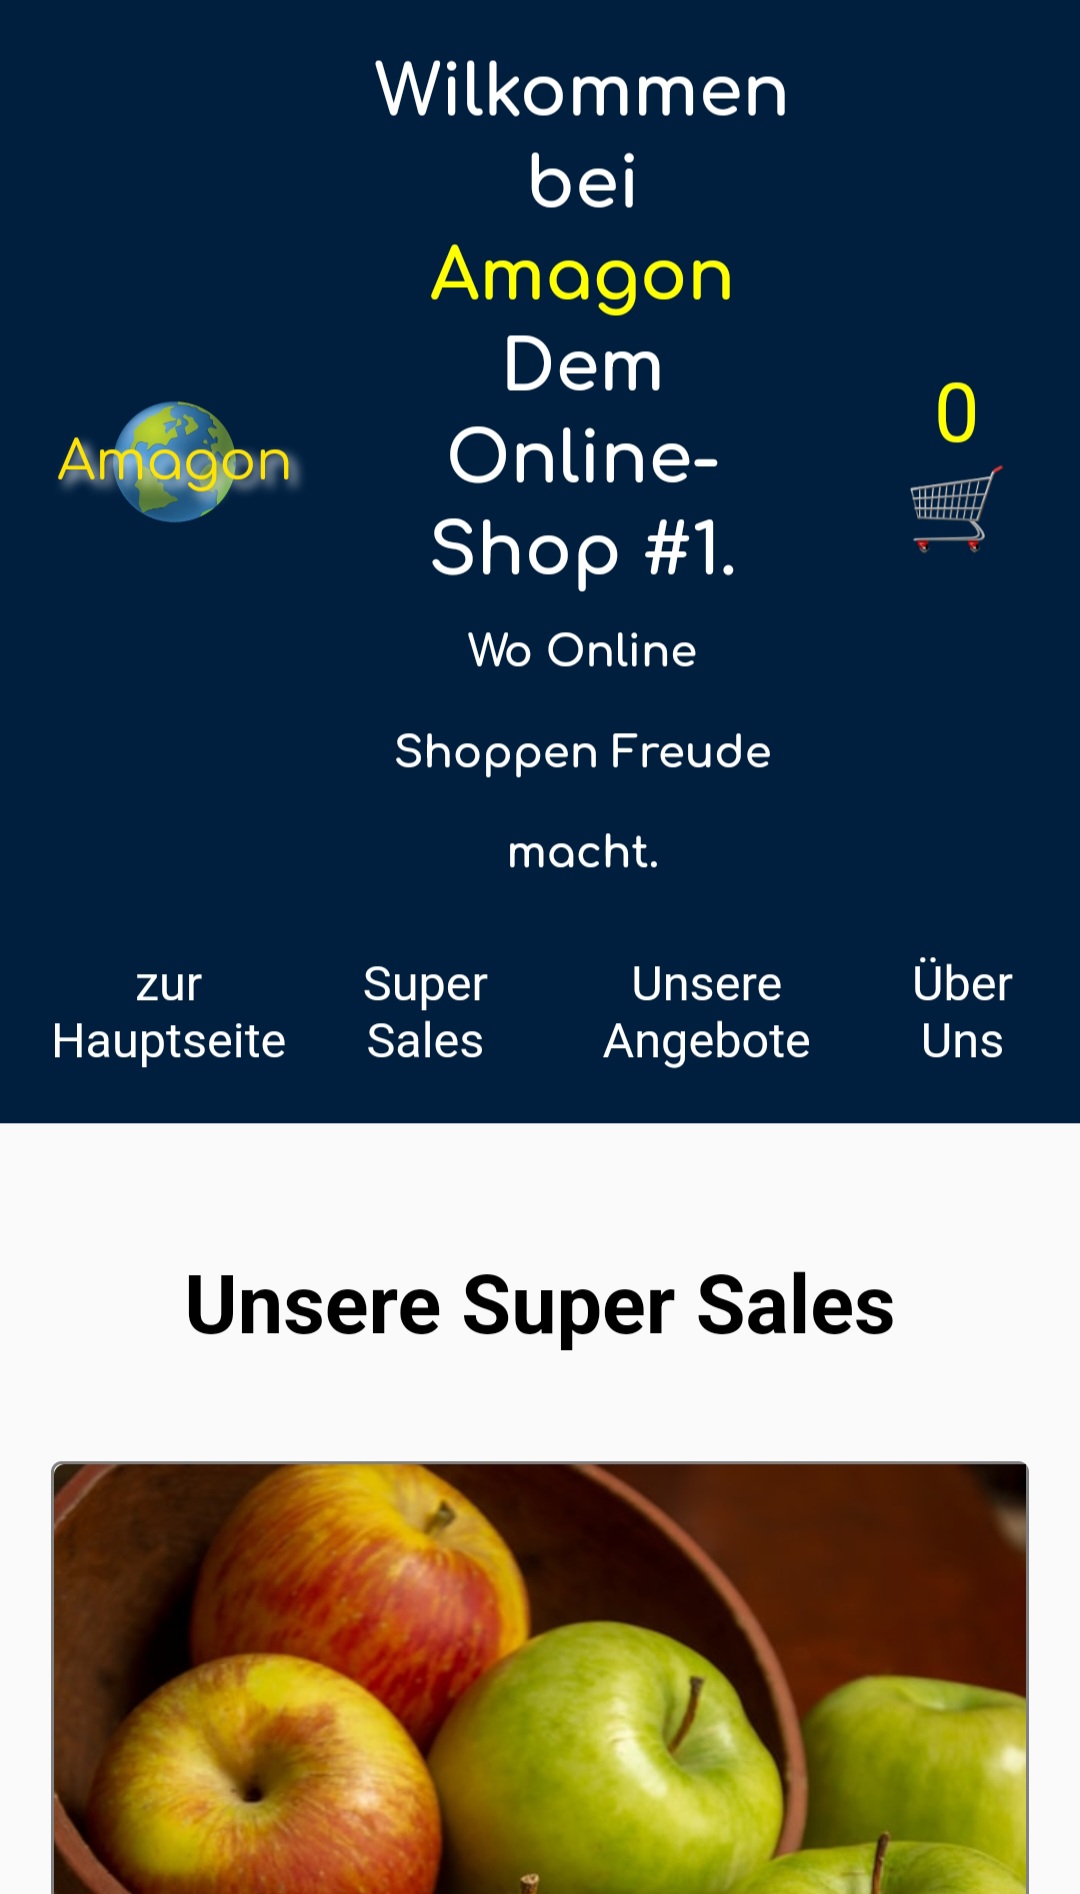 Wilkommen
bei
Amagon
Dem
Online-
Shop #1.
Wo Online
Shoppen Freude
macht.
Amagon
0
zur
Hauptseite
Super
Sales
Unsere
Angebote
Über
Uns
Unsere Super Sales